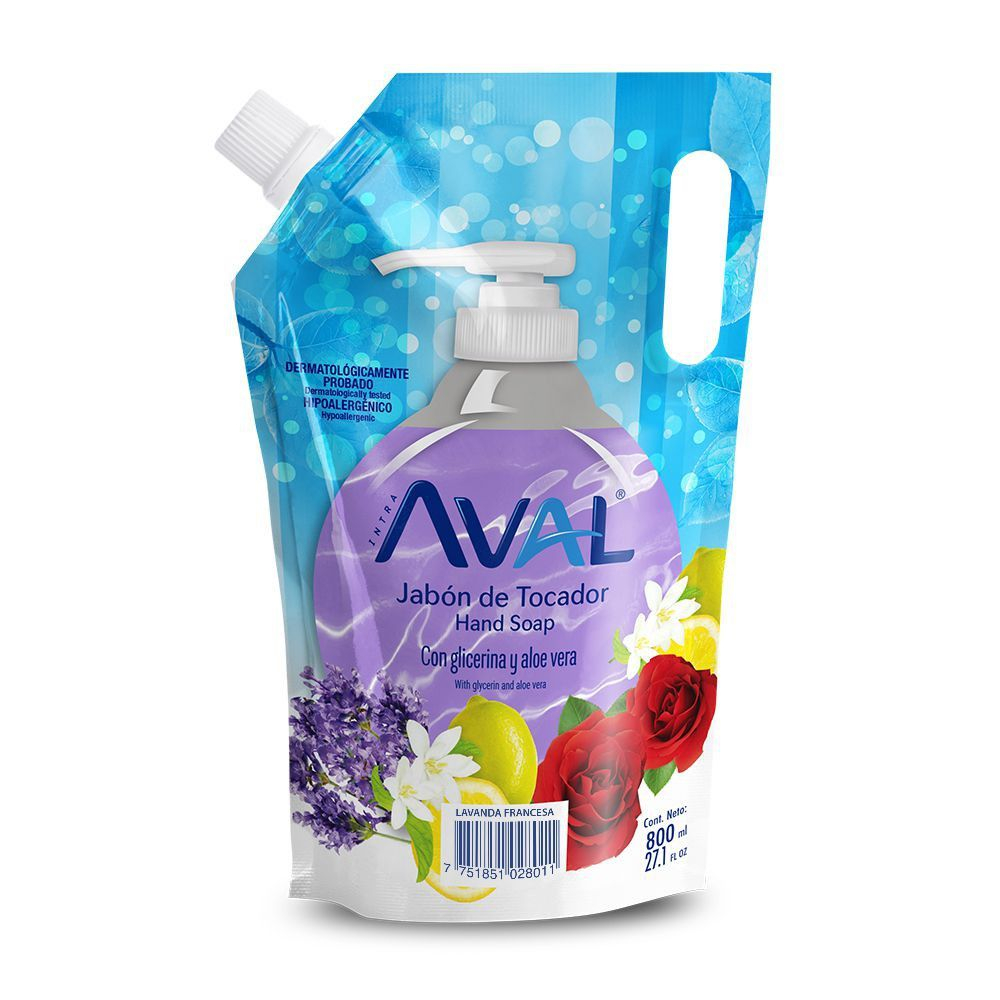 DERMATOLÓGICAMENTE
PROBADO
Dermatologically tested
HIPOALERGÉNICO
Hypoallergenic
INTRA
AVAL®
Jabón de Tocador
Hand Soap
Con glicerina y aloe vera
With glycerin and aloe vera
LAVANDA FRANCESA
7 751851 028011
Cont. Neto:
800 ml
27.1 FL OZ